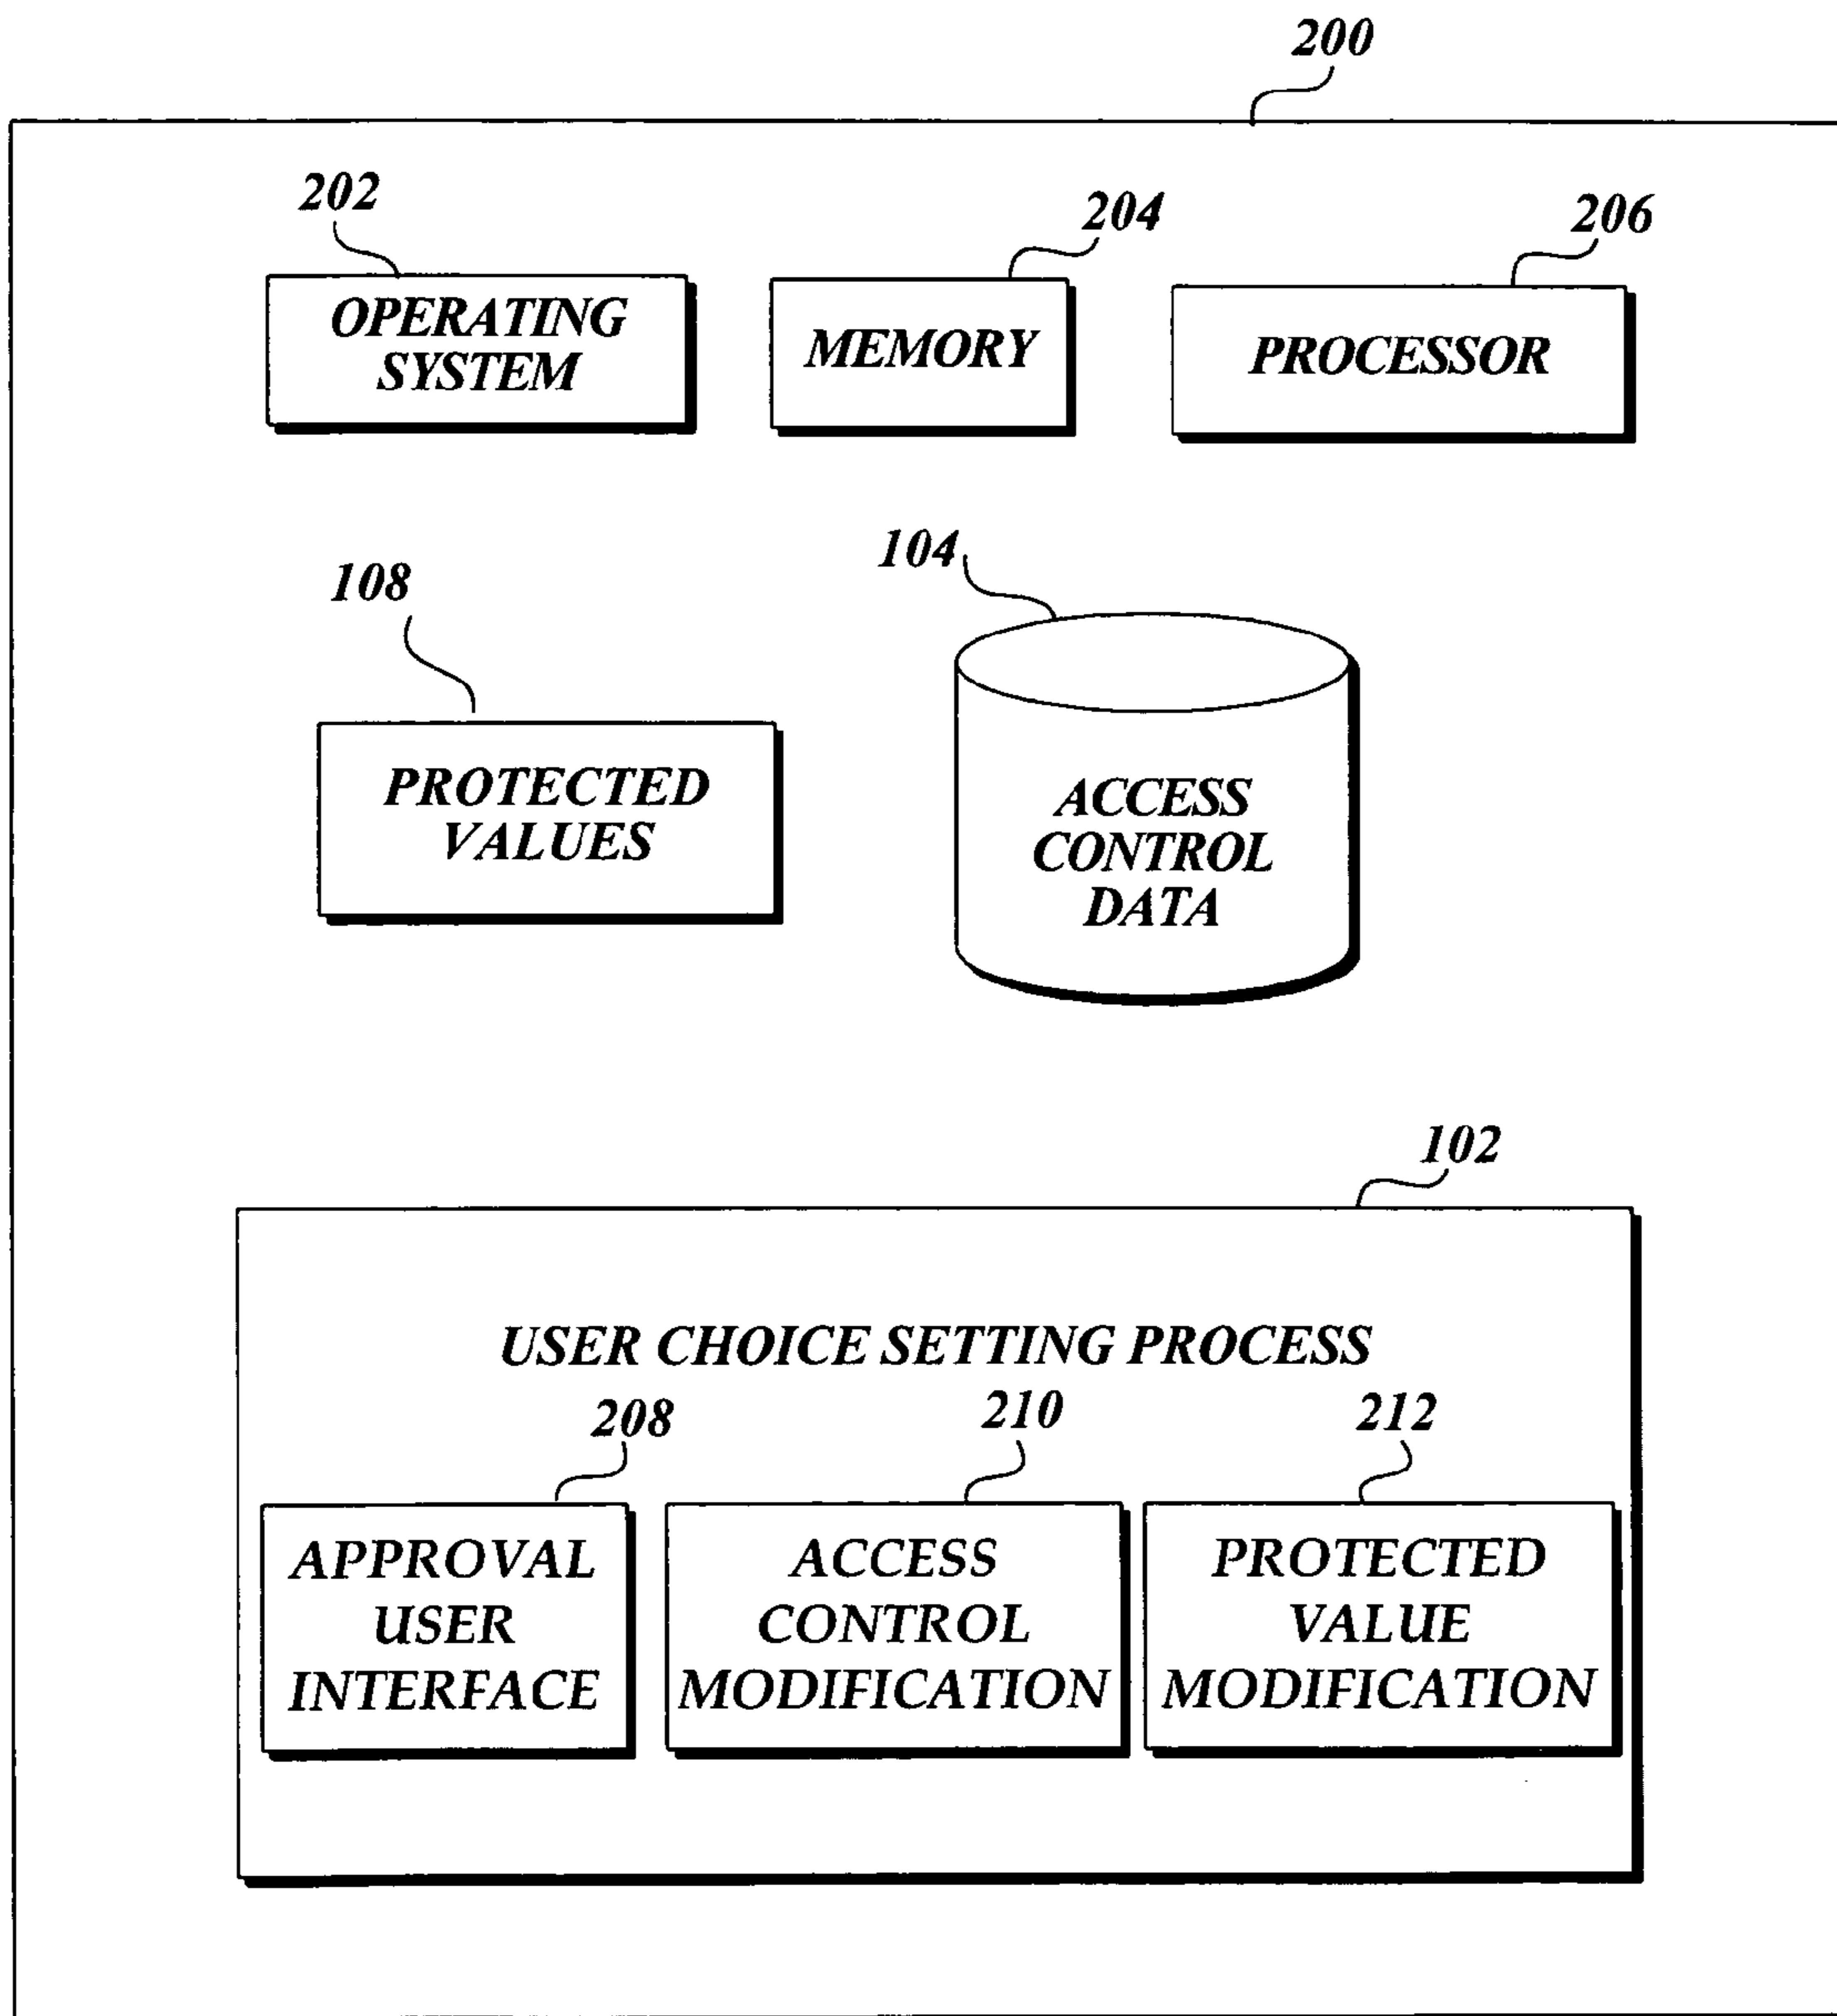 200
202
204
206
OPERATING
SYSTEM
MEMORY
PROCESSOR
108
104
PROTECTED
VALUES
ACCESS
CONTROL
DATA
102
USER CHOICE SETTING PROCESS
208
210
212
APPROVAL
USER
INTERFACE
ACCESS
CONTROL
MODIFICATION
PROTECTED
VALUE
MODIFICATION